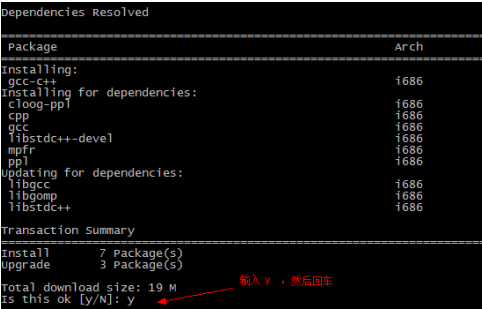 Dependencies Resolved
================================================================
Package Arch
================================================================
Installing:
gcc-c++ i686
Installing for dependencies:
cloog-ppl i686
cpp i686
gcc i686
libstdc++-devel i686
mpfr i686
ppl i686
Updating for dependencies:
libgcc i686
libgomp i686
libstdc++ i686
Transaction Summary
================================================================
Install 7 Package(s)
Upgrade 3 Package(s)
Total download size: 19 M
Is this ok [y/N]: y
输入 y ，然后回车